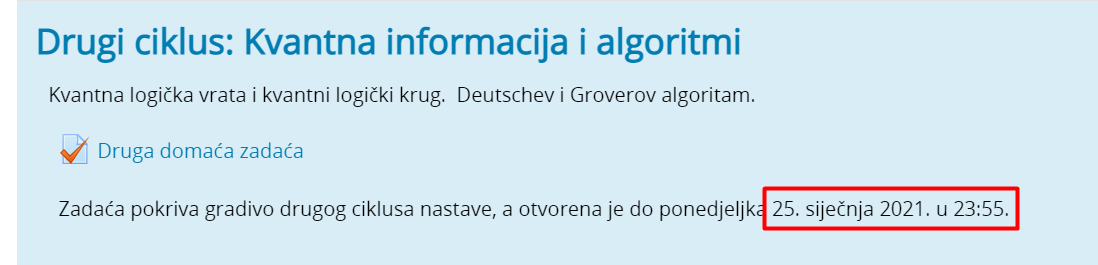 Drugi ciklus: Kvantna informacija i algoritmi
Kvantna logička vrata i kvantni logički krug. Deutschev i Groverov algoritam.
Druga domaća zadaća
Zadaća pokriva gradivo drugog ciklusa nastave, a otvorena je do ponedjeljka 25. siječnja 2021. u 23:55.